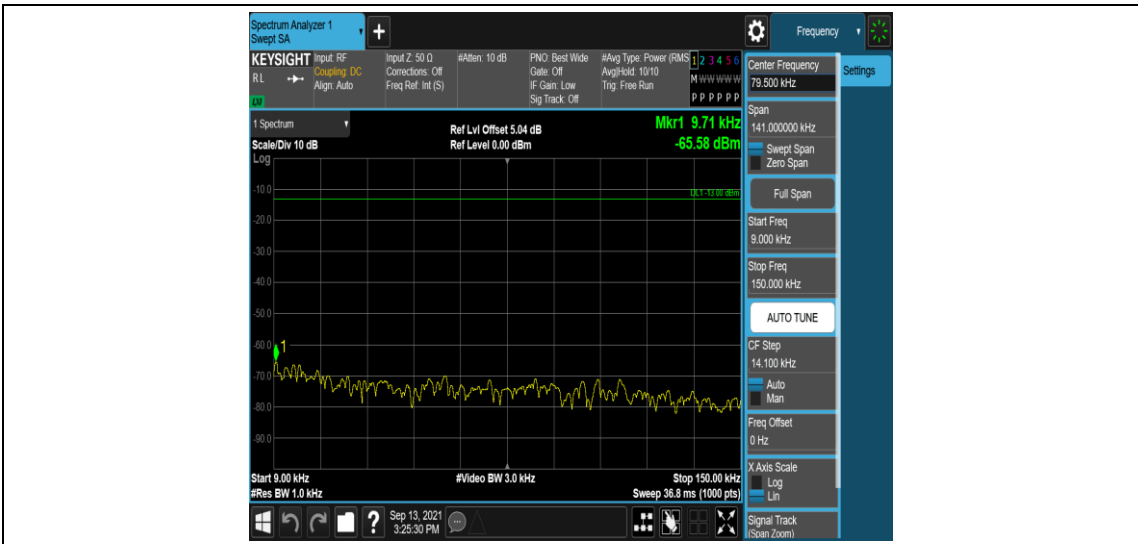 Spectrum Analyzer 1
Swept SA
+
Frequency
KEYSIGHT
Input: RF
Coupling: DC
Align: Auto
Input Z: 50 Ω
Corrections: Off
Freq Ref: Int (S)
#Atten: 10 dB
PNO: Best Wide
Gate: Off
IF Gain: Low
Sig Track: Off
#Avg Type: Power (RMS
Avg|Hold: 10/10
Trig: Free Run
1 2 3 4 5 6
M W W W W W
P P P P P P
RL
LXI
Center Frequency
79.500 kHz
Settings
Span
141.000000 kHz
Swept Span
Zero Span
Full Span
Start Freq
9.000 kHz
Stop Freq
150.000 kHz
AUTO TUNE
CF Step
14.100 kHz
Auto
Man
Freq Offset
0 Hz
X Axis Scale
Log
Lin
Signal Track
(Span Zoom)
1 Spectrum
Scale/Div 10 dB
Log
Ref Lvl Offset 5.04 dB
Ref Level 0.00 dBm
Mkr1 9.71 kHz
-65.58 dBm
DL1 -13.00 dBm
-10.0
-20.0
-30.0
-40.0
-50.0
-60.0
1
-70.0
-80.0
-90.0
Start 9.00 kHz
#Video BW 3.0 kHz
Stop 150.00 kHz
#Res BW 1.0 kHz
Sweep 36.8 ms (1000 pts)
?
Sep 13, 2021
3:25:30 PM